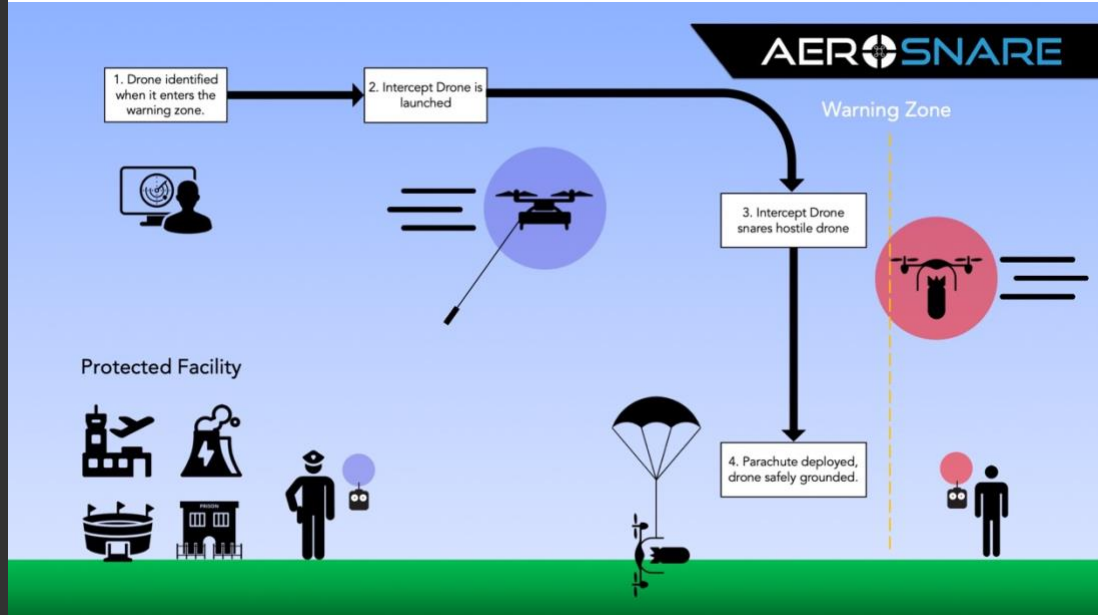 AEROSNARE
1. Drone identified
when it enters the
warning zone.
2. Intercept Drone is
launched
Warning Zone
3. Intercept Drone
snares hostile drone
Protected Facility
PRISON
4. Parachute deployed,
drone safely grounded.